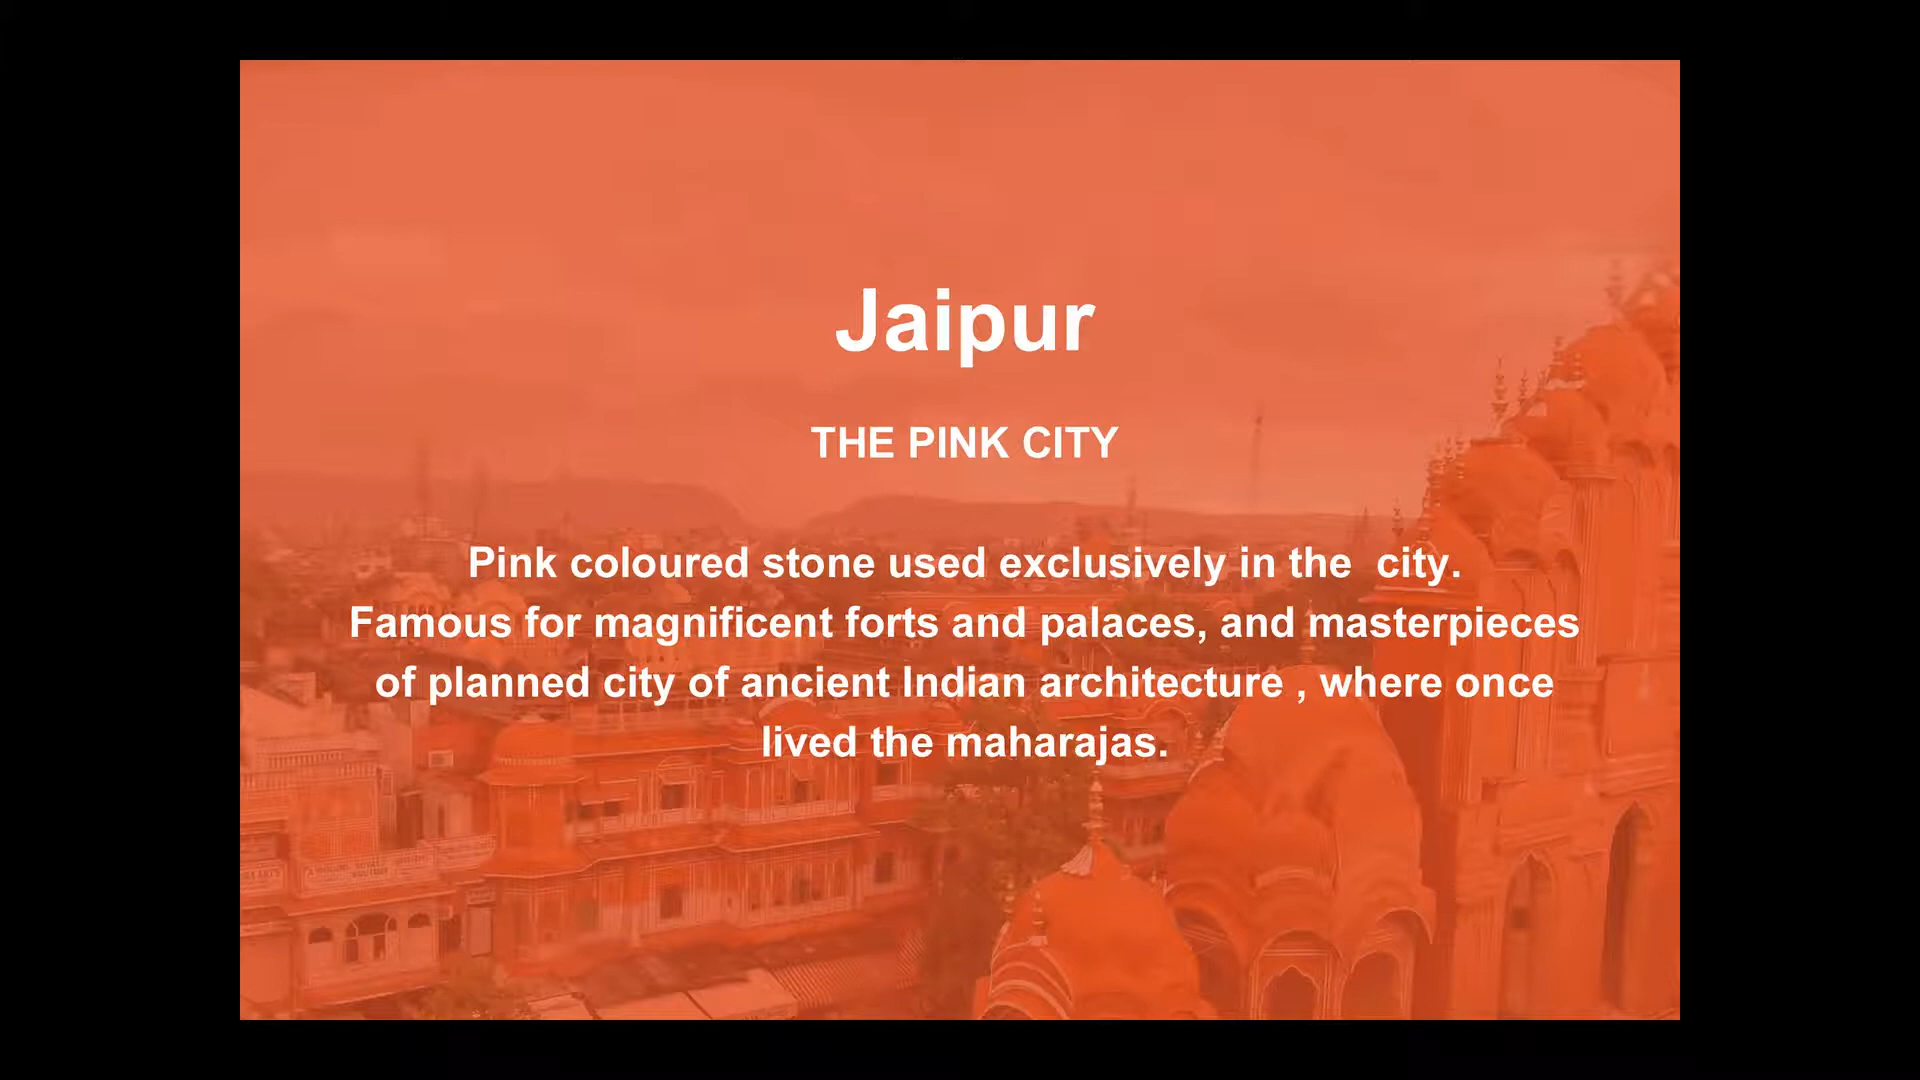 Jaipur
THE PINK CITY
Pink coloured stone used exclusively in the  city.
Famous for magnificent forts and palaces, and masterpieces
of planned city of ancient Indian architecture , where once
lived the maharajas.